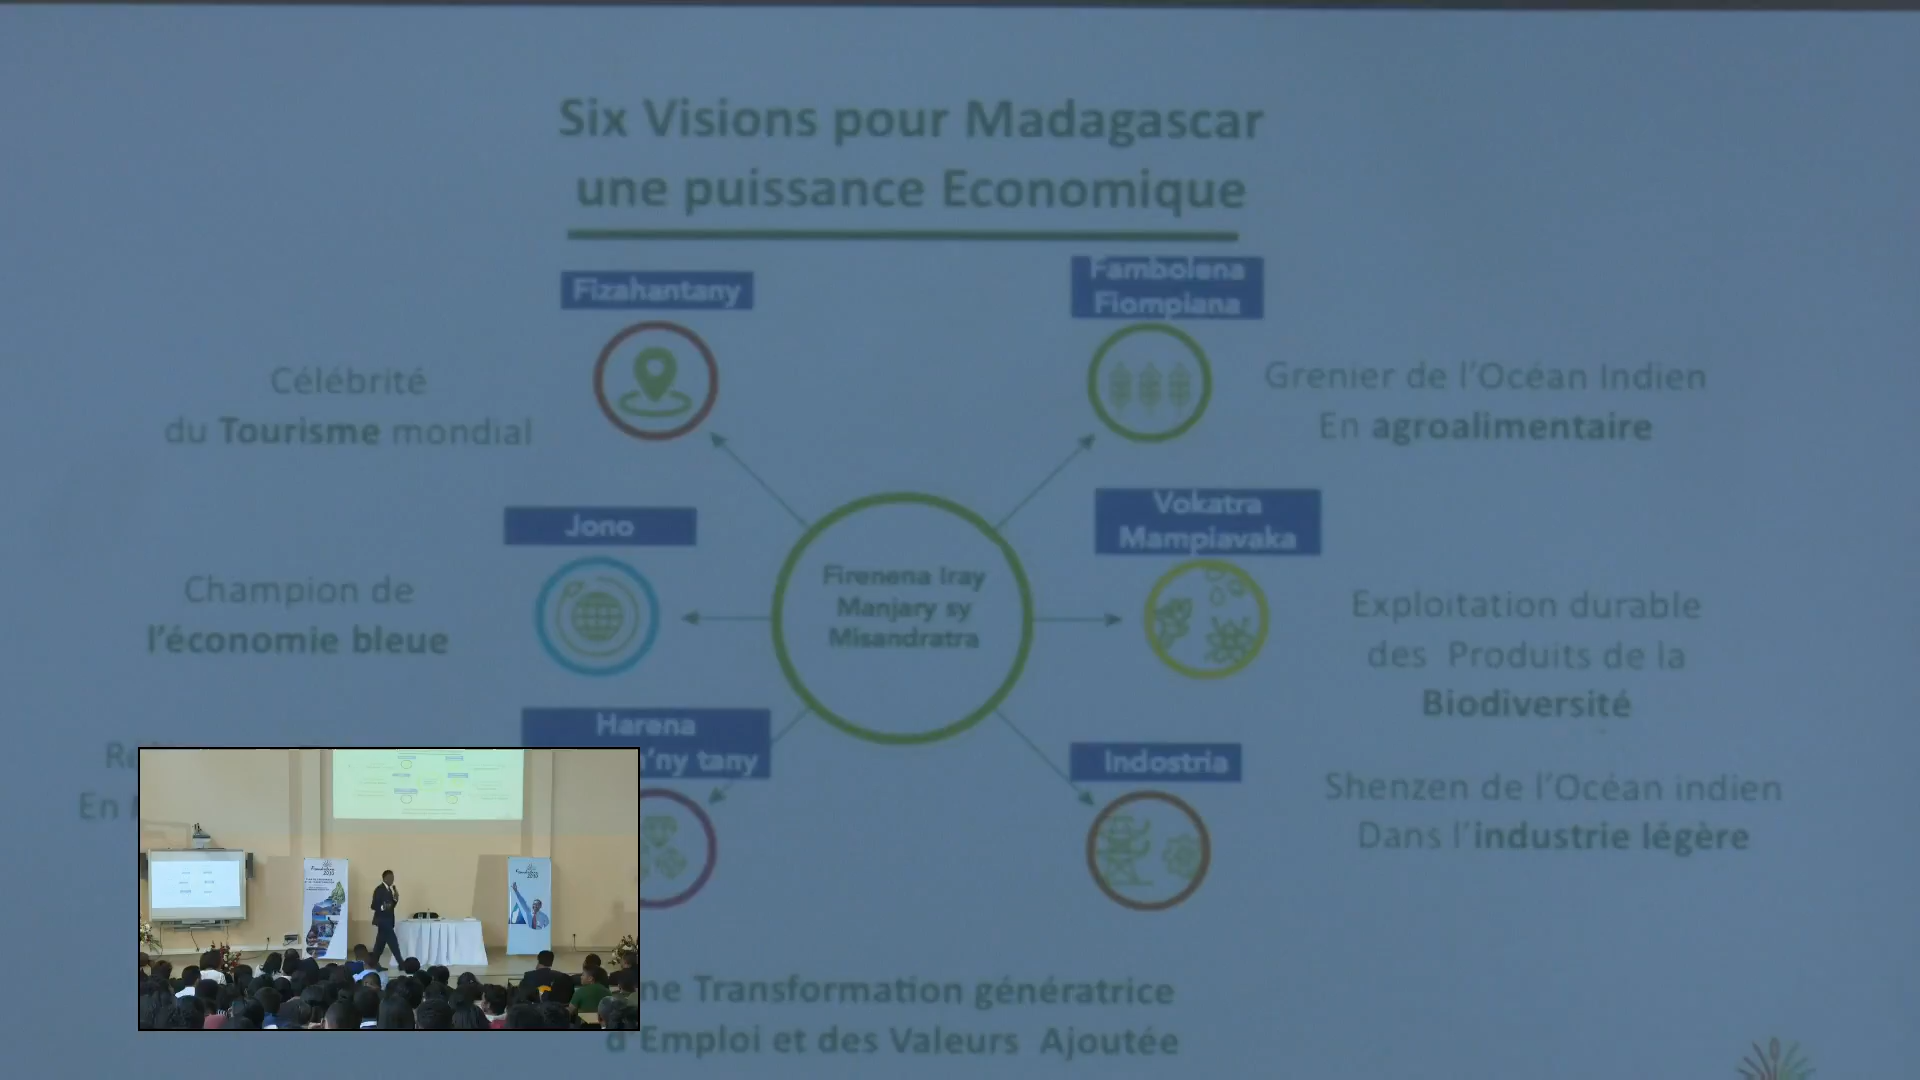 Six Visions pour Madagascar
une puissance Economique
Fizahantany
Célébrité
du Tourisme mondial
Fambolena
Fiompiana
Grenier de l'Océan Indien
En agroalimentaire
Jono
Champion de
l'économie bleue
Firenena Iray
Manjary sy
Misandratra
Vokatra
Mampiavaka
Exploitation durable
des Produits de la
Biodiversité
Harena
'ny tany
En
Indostria
Shenzen de l'Océan indien
Dans l'industrie légère
Transformation génératrice
d'Emploi et des Valeurs Ajoutée
2030
2030